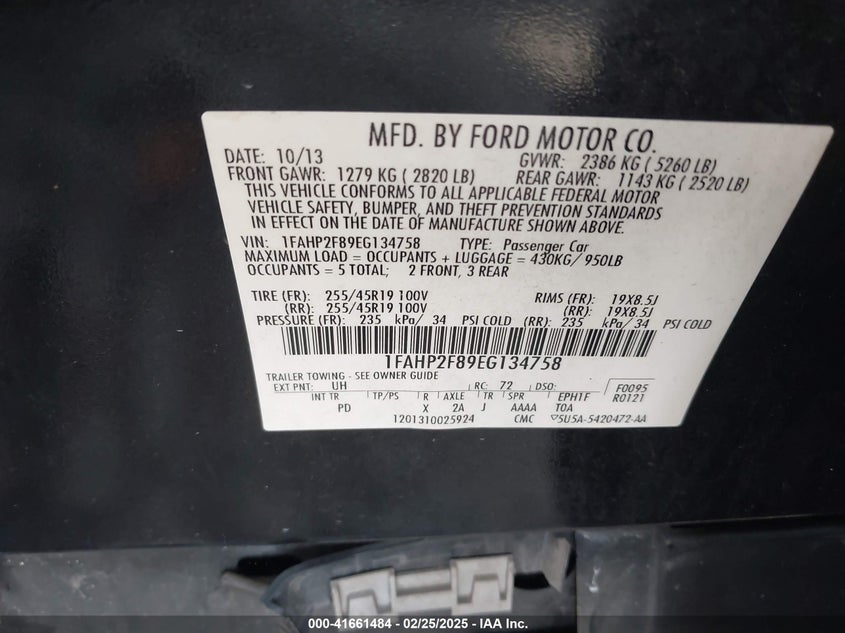 MFD. BY FORD MOTOR CO.
DATE: 10/13 GVWR: 2386 KG ( 5260 LB)
FRONT GAWR: 1279 KG ( 2820 LB) REAR GAWR: 1143 KG ( 2520 LB)
THIS VEHICLE CONFORMS TO ALL APPLICABLE FEDERAL MOTOR
VEHICLE SAFETY, BUMPER, AND THEFT PREVENTION STANDARDS
IN EFFECT ON THE DATE OF MANUFACTURE SHOWN ABOVE.
VIN: 1FAHP2F89EG134758 TYPE: Passenger Car
MAXIMUM LOAD = OCCUPANTS + LUGGAGE = 430KG/ 950LB
OCCUPANTS = 5 TOTAL; 2 FRONT, 3 REAR
TIRE (FR): 255/45R19 100V RIMS (FR): 19X8.5J
(RR): 255/45R19 100V (RR): 19X8.5J
PRESSURE (FR): 235 kPa/ 34 PSI COLD (RR): 235 kPa/ 34 PSI COLD
1FAHP2F89EG134758
TRAILER TOWING - SEE OWNER GUIDE
EXT PNT: UH RC: 72 DSO: F0095
INT TR TP/PS R AXLE TR SPR EPH1F R0121
PD X 2A J AAAA T0A
1201310025924 CMC 5U5A-5420472-AA
000-41661484 / 02/25/2025 - IAA Inc.